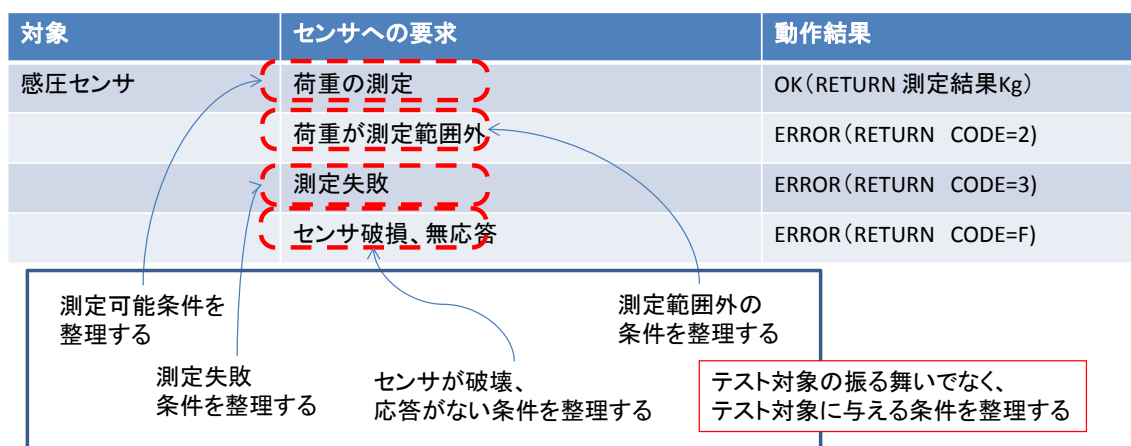 対象 センサへの要求 動作結果
感圧センサ 荷重の測定 OK(RETURN 測定結果Kg)
荷重が測定範囲外 ERROR(RETURN CODE=2)
測定失敗 ERROR(RETURN CODE=3)
センサ破損、無応答 ERROR(RETURN CODE=F)
測定可能条件を
整理する
測定範囲外の
条件を整理する
測定失敗
条件を整理する
センサが破壊、
応答がない条件を整理する
テスト対象の振る舞いでなく、
テスト対象に与える条件を整理する